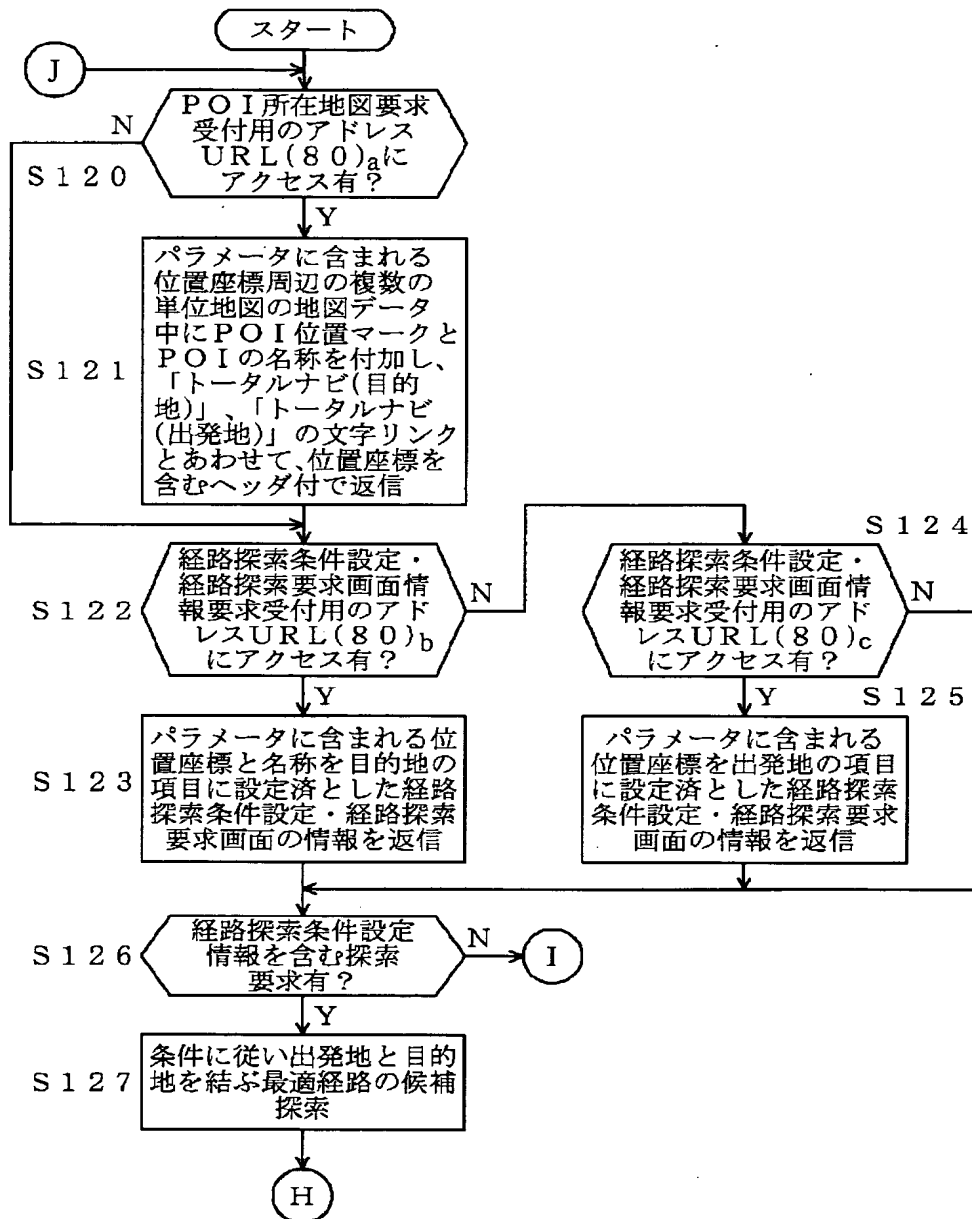 スタート
J
POI所在地図要求
受付用のアドレス
URL(80)aに
アクセス有?
N
S120
Y
パラメータに含まれる
位置座標周辺の複数の
単位地図の地図データ
中にPOI位置マークと
POIの名称を付加し、
「トータルナビ(目的
地)」、「トータルナビ
(出発地)」の文字リンク
とあわせて、位置座標を
含むヘッダ付で返信
S121
経路探索条件設定・
経路探索要求画面情
報要求受付用のアド
レスURL(80)b
にアクセス有?
S122
N
Y
S124
経路探索条件設定・
経路探索要求画面情
報要求受付用のアド
レスURL(80)c
にアクセス有?
N
Y
S123
パラメータに含まれる位
置座標と名称を目的地の
項目に設定済とした経路
探索条件設定・経路探索
要求画面の情報を返信
S125
パラメータに含まれる
位置座標を出発地の項目
に設定済とした経路探索
条件設定・経路探索要求
画面の情報を返信
S126
経路探索条件設定
情報を含む探索
要求有?
N
I
Y
S127
条件に従い出発地と目的
地を結ぶ最適経路の候補
探索
H